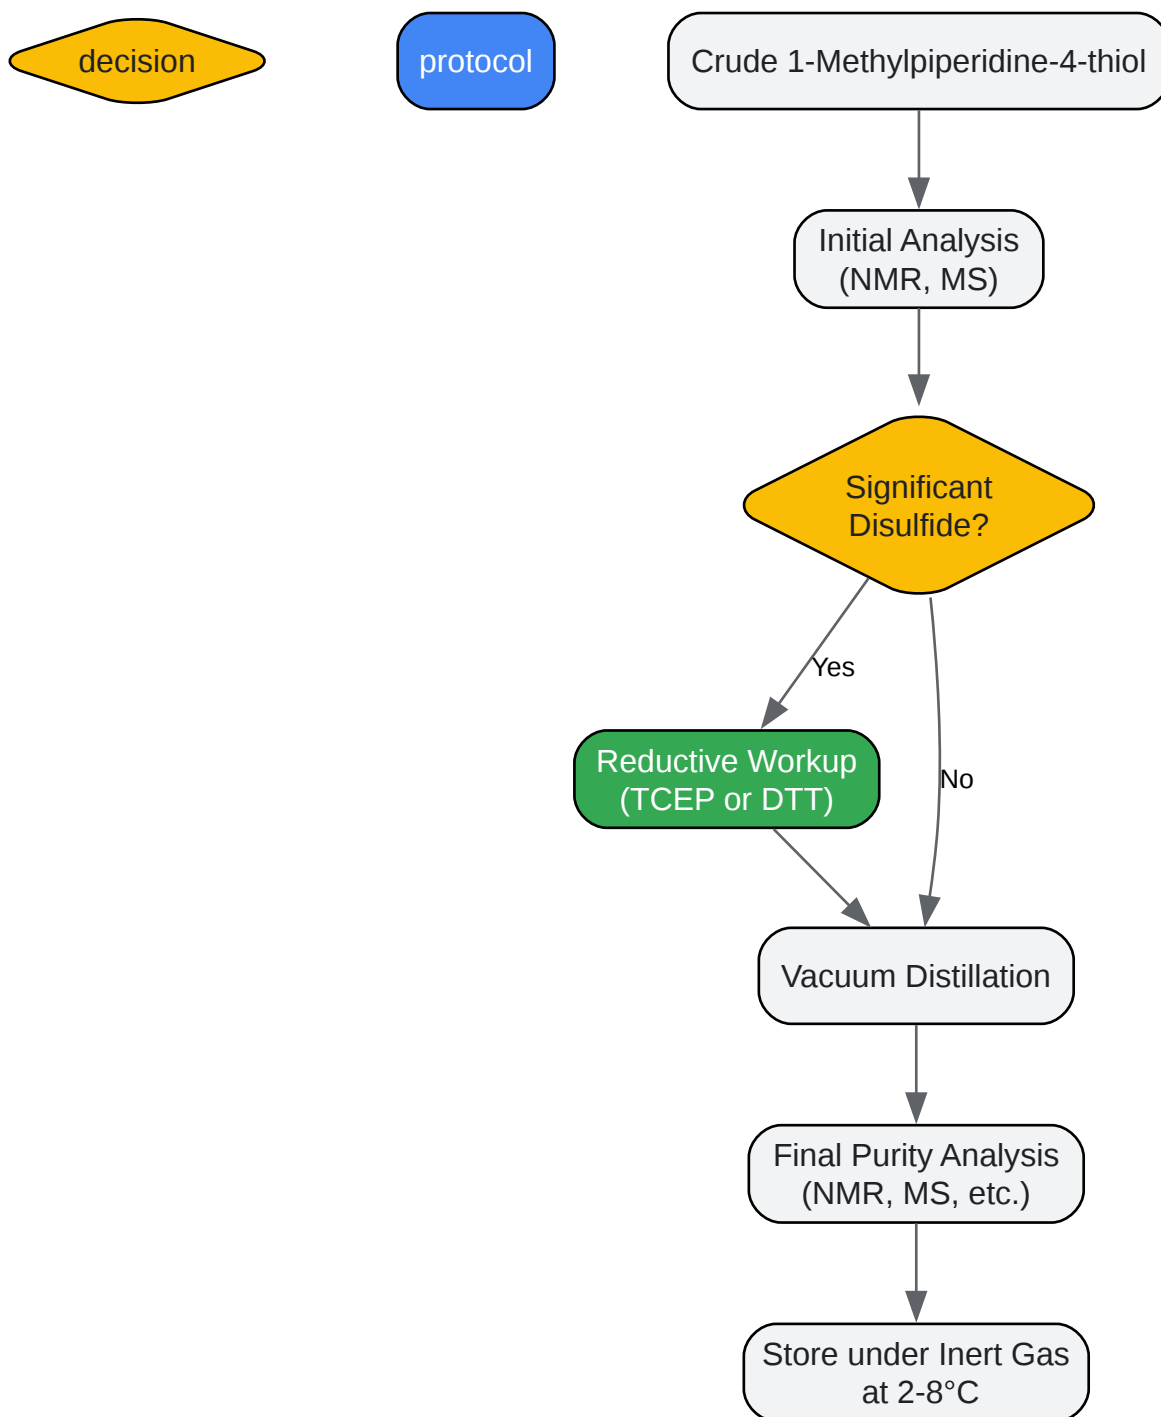 decision
protocol
Crude 1-Methylpiperidine-4-thiol
Initial Analysis
(NMR, MS)
Significant
Disulfide?
Yes
Reductive Workup
(TCEP or DTT)
No
Vacuum Distillation
Final Purity Analysis
(NMR, MS, etc.)
Store under Inert Gas
at 2-8°C